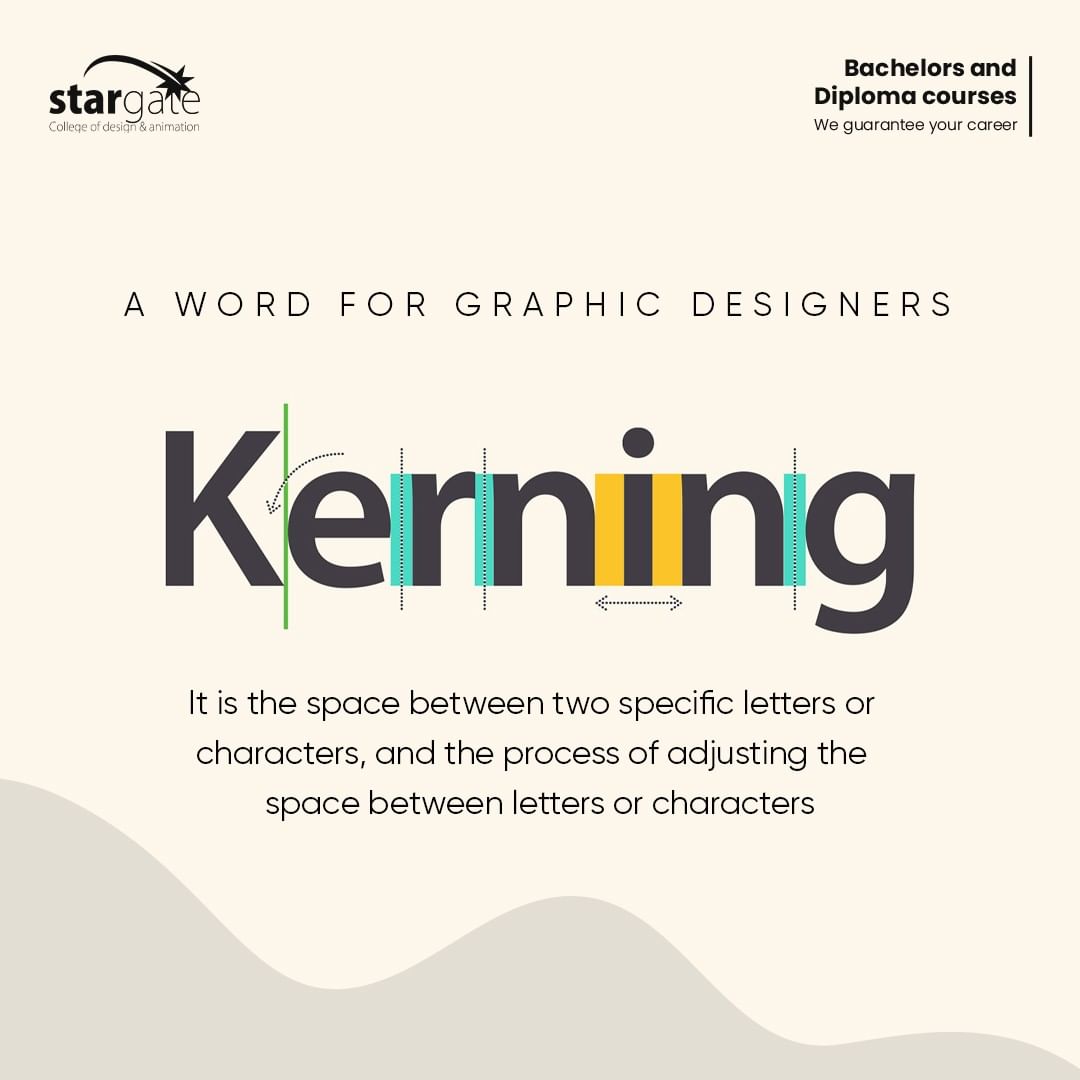 stargate
College of design & animation
Bachelors and
Diploma courses
We guarantee your career
A WORD FOR GRAPHIC DESIGNERS
Kerning
It is the space between two specific letters or
characters, and the process of adjusting the
space between letters or characters